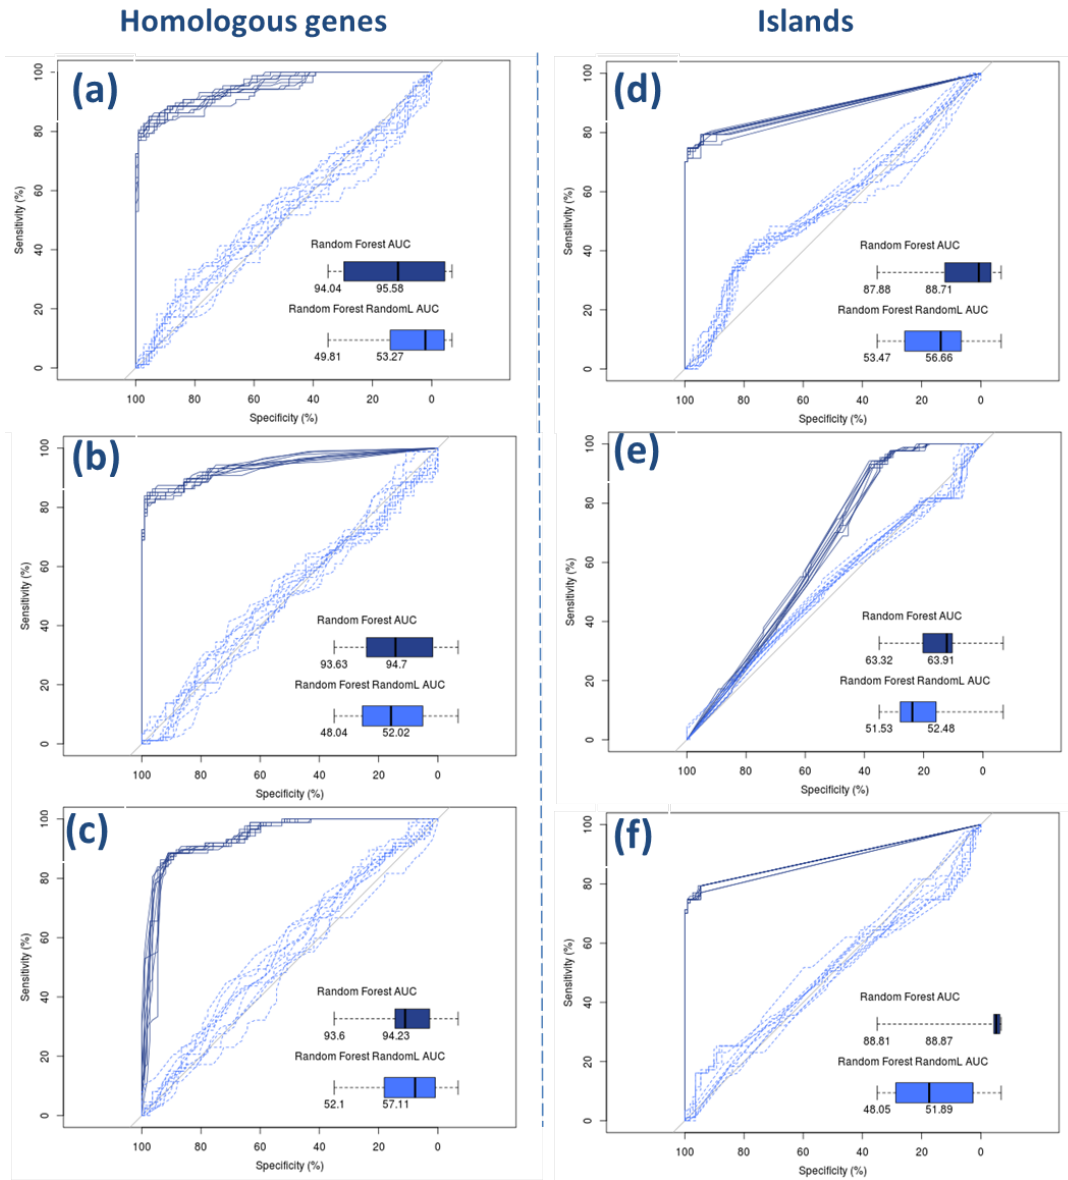 Homologous genes
Islands
(a)
100
80
60
40
20
0
Sensitivity (%)
Random Forest AUC
94.04 95.58
Random Forest RandomL AUC
49.81 53.27
100 80 60 40 20 0
Specificity (%)
(d)
100
80
60
40
20
0
Sensitivity (%)
Random Forest AUC
87.88 88.71
Random Forest RandomL AUC
53.47 56.66
100 80 60 40 20 0
Specificity (%)
(b)
100
80
60
40
20
0
Sensitivity (%)
Random Forest AUC
93.63 94.7
Random Forest RandomL AUC
48.04 52.02
100 80 60 40 20 0
Specificity (%)
(e)
100
80
60
40
20
0
Sensitivity (%)
Random Forest AUC
63.32 63.91
Random Forest RandomL AUC
51.53 52.48
100 80 60 40 20 0
Specificity (%)
(c)
100
80
60
40
20
0
Sensitivity (%)
Random Forest AUC
93.6 94.23
Random Forest RandomL AUC
52.1 57.11
100 80 60 40 20 0
Specificity (%)
(f)
100
80
60
40
20
0
Sensitivity (%)
Random Forest AUC
88.81 88.87
Random Forest RandomL AUC
48.05 51.89
100 80 60 40 20 0
Specificity (%)